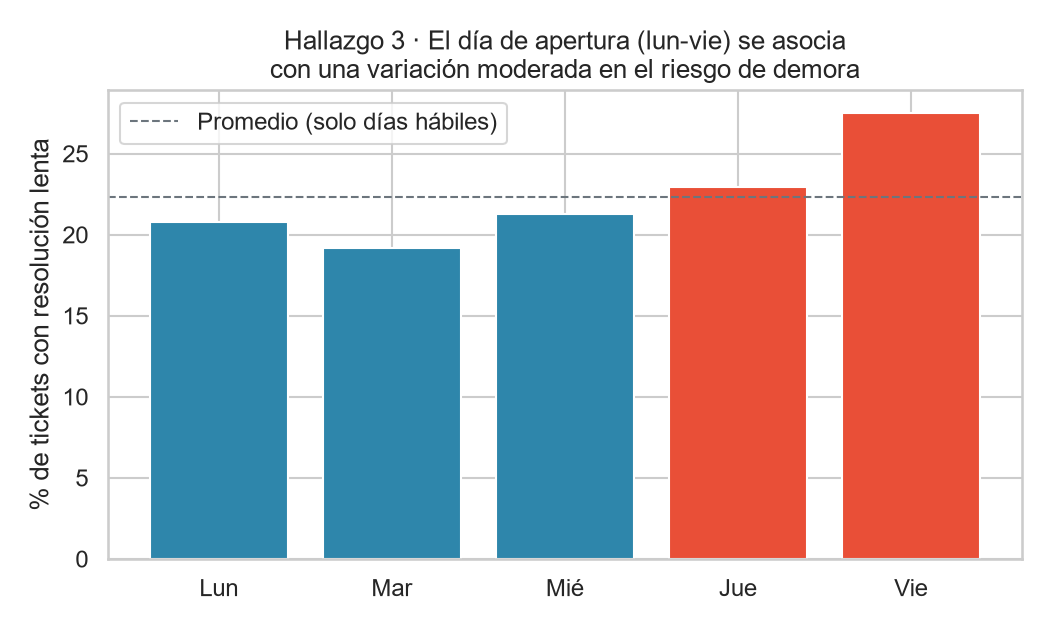 Hallazgo 3 · El día de apertura (lun-vie) se asocia
con una variación moderada en el riesgo de demora
Promedio (solo días hábiles)
% de tickets con resolución lenta
25
20
15
10
5
0
Lun
Mar
Mié
Jue
Vie